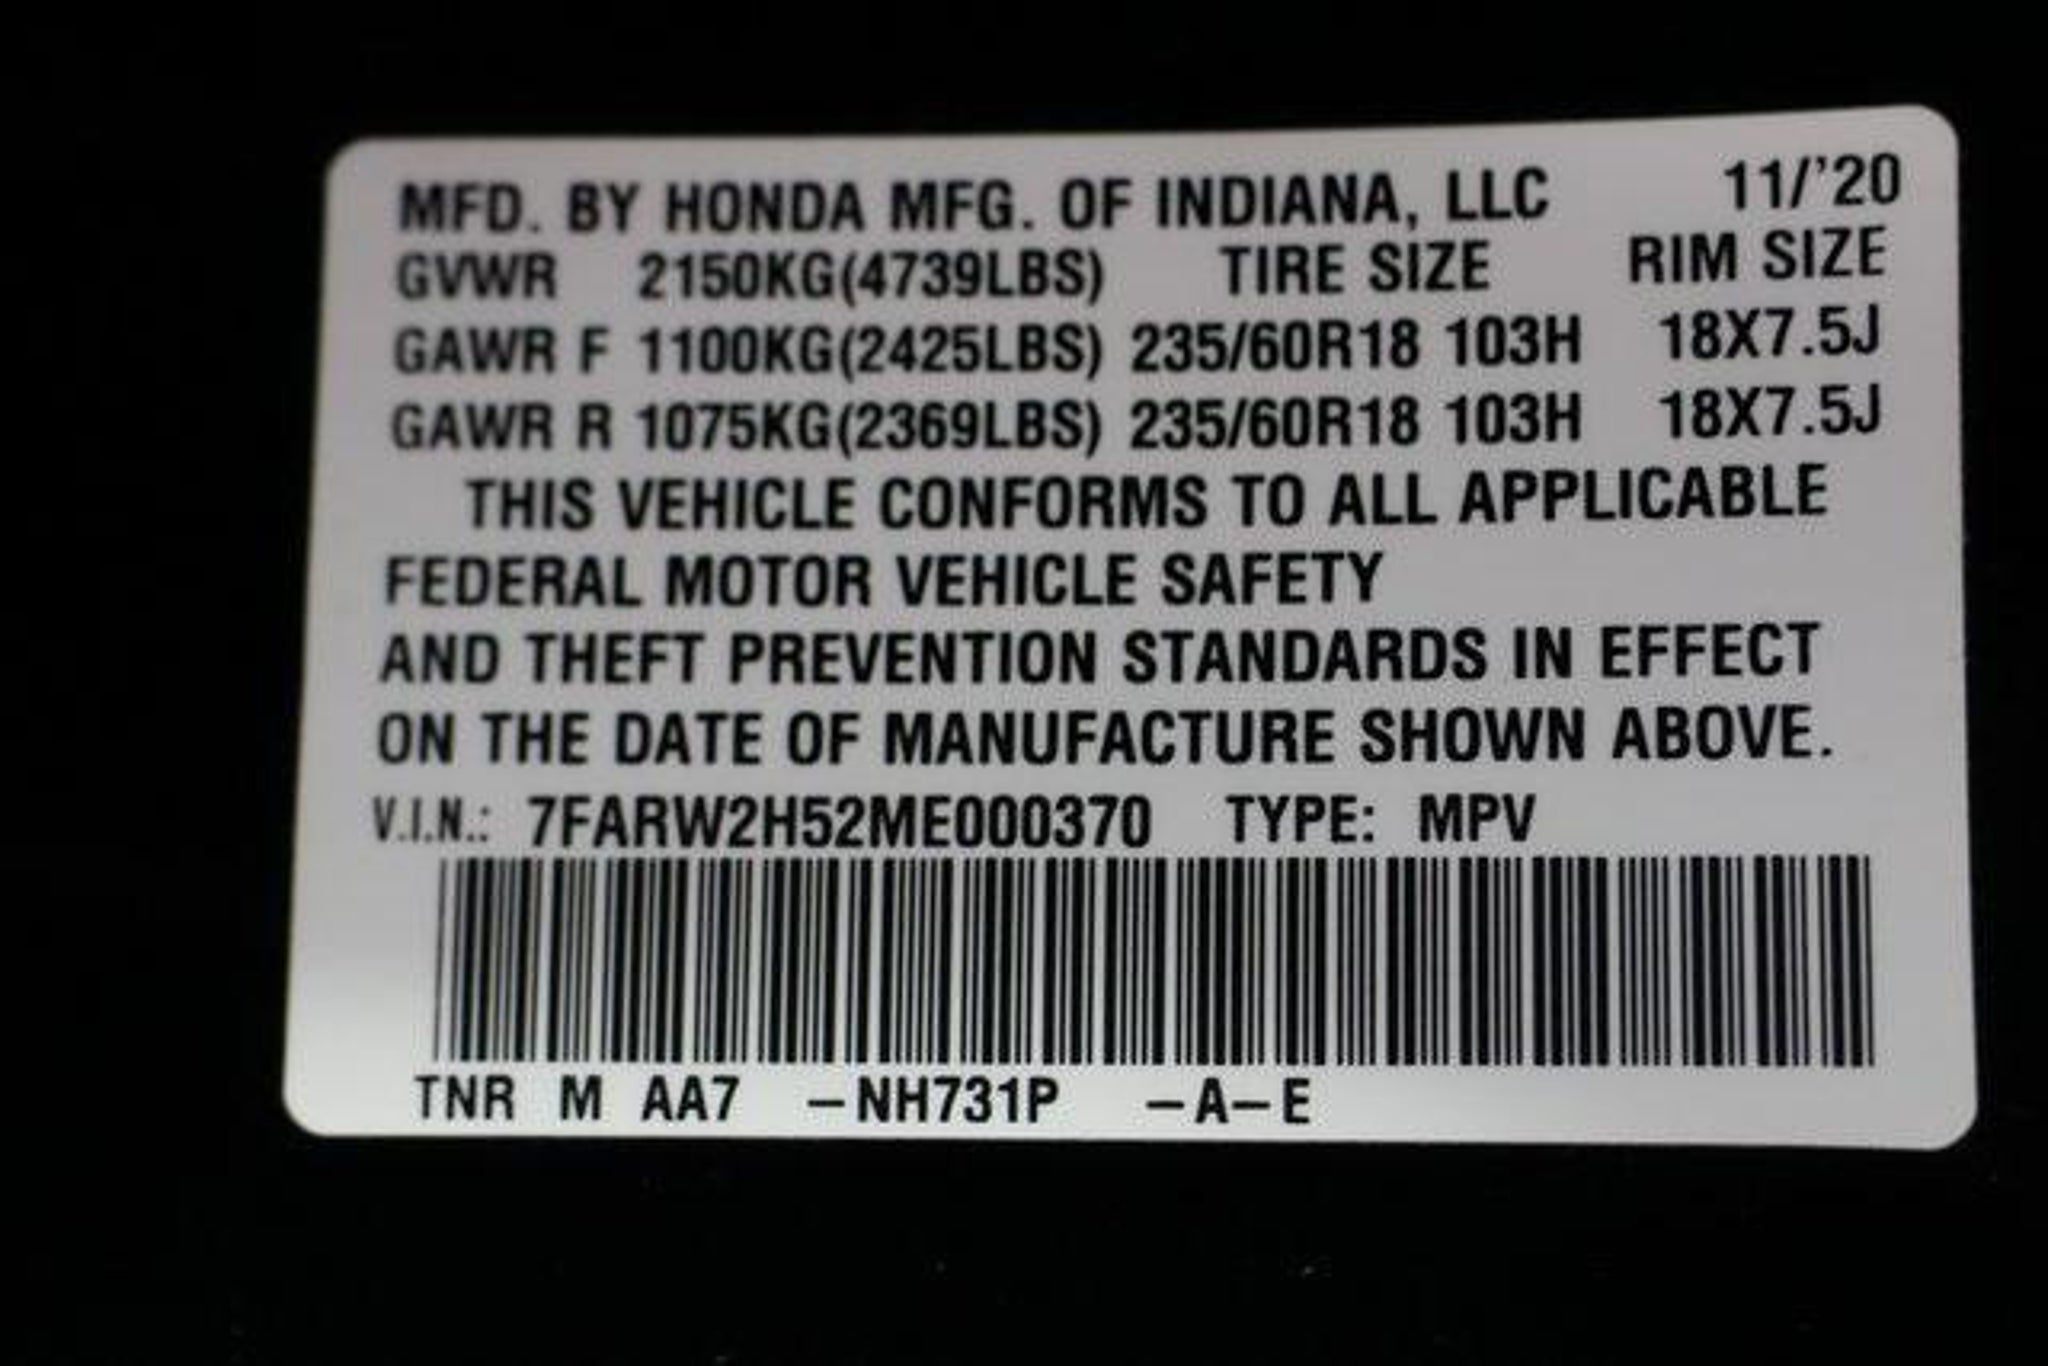 MFD. BY HONDA MFG. OF INDIANA, LLC 11/'20
GVWR 2150KG(4739LBS) TIRE SIZE RIM SIZE
GAWR F 1100KG(2425LBS) 235/60R18 103H 18X7.5J
GAWR R 1075KG(2369LBS) 235/60R18 103H 18X7.5J
THIS VEHICLE CONFORMS TO ALL APPLICABLE
FEDERAL MOTOR VEHICLE SAFETY
AND THEFT PREVENTION STANDARDS IN EFFECT
ON THE DATE OF MANUFACTURE SHOWN ABOVE.
V.I.N.: 7FARW2H52ME000370 TYPE: MPV
TNR M AA7 –NH731P –A–E